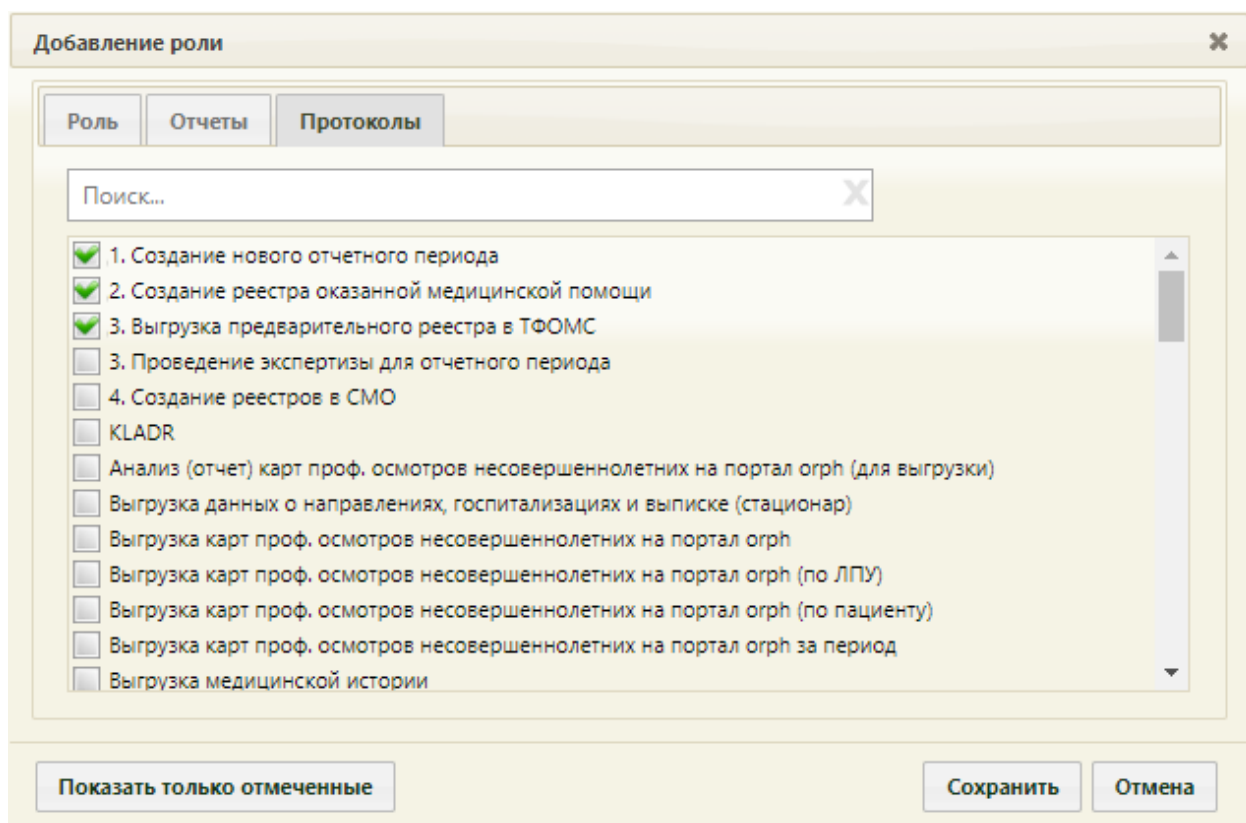 Добавление роли
Роль Отчеты Протоколы
Поиск...
1. Создание нового отчетного периода
2. Создание реестра оказанной медицинской помощи
3. Выгрузка предварительного реестра в ТФОМС
3. Проведение экспертизы для отчетного периода
4. Создание реестров в СМО
KLADR
Анализ (отчет) карт проф. осмотров несовершеннолетних на портал orph (для выгрузки)
Выгрузка данных о направлениях, госпитализациях и выписке (стационар)
Выгрузка карт проф. осмотров несовершеннолетних на портал orph
Выгрузка карт проф. осмотров несовершеннолетних на портал orph (по ЛПУ)
Выгрузка карт проф. осмотров несовершеннолетних на портал orph (по пациенту)
Выгрузка карт проф. осмотров несовершеннолетних на портал orph за период
Выгрузка медицинской истории
Показать только отмеченные Сохранить Отмена